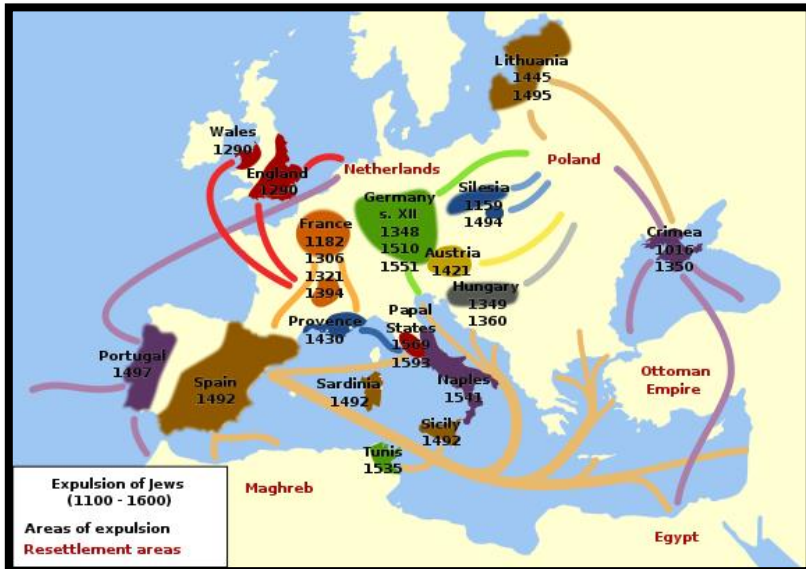 Lithuania
1445
1495
Wales
1290
England
1290
Netherlands
Poland
Germany
s. XII
1348
1510
1551
Silesia
1159
1494
France
1182
1306
1321
1394
Austria
1421
Crimea
1016
1350
Hungary
1349
1360
Provence
1430
Papal
States
1569
1593
Portugal
1497
Spain
1492
Sardinia
1492
Naples
1541
Ottoman
Empire
Sicily
1492
Tunis
1535
Maghreb
Egypt
Expulsion of Jews
(1100 - 1600)
Areas of expulsion
Resettlement areas